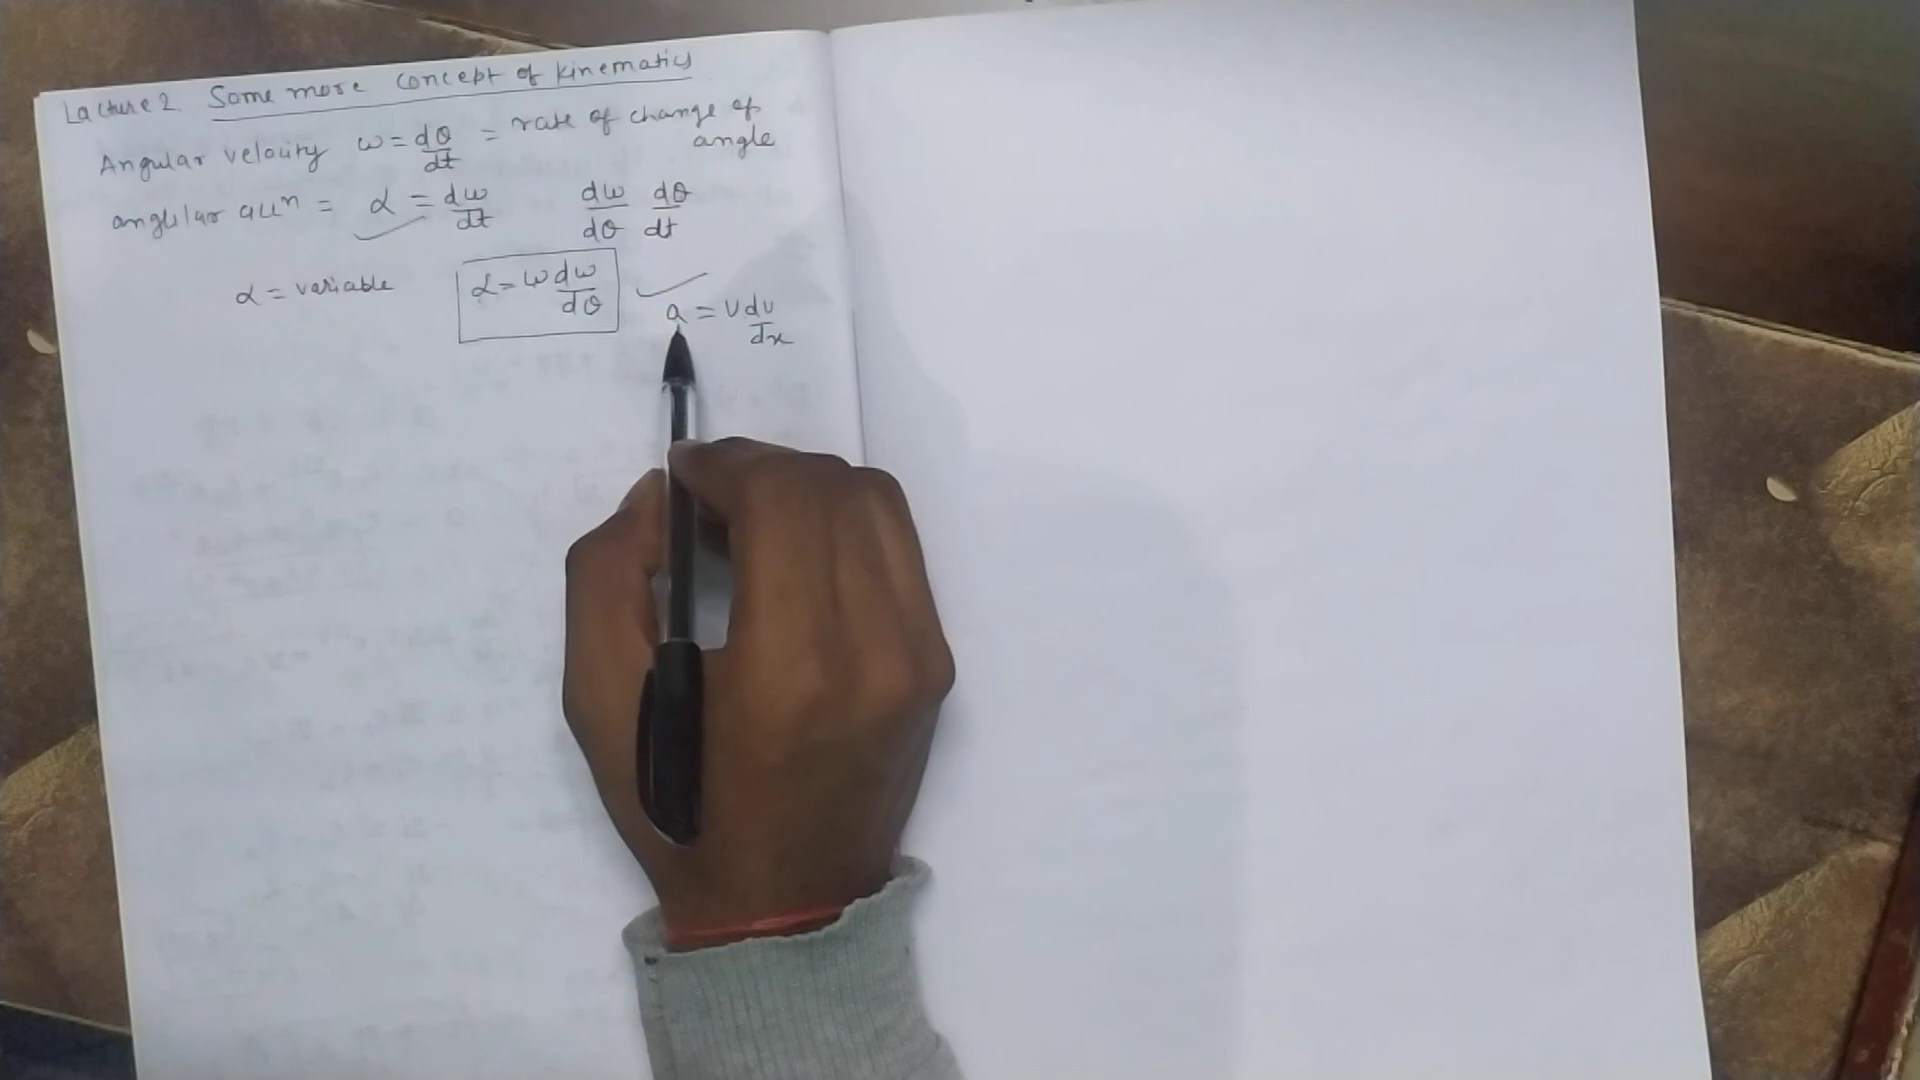 Lacture 2 Some more concept of kinematics
Angular velocity ω = dθ/dt = rate of change of angle
angular accⁿ = α = dω/dt dω/dθ dθ/dt
α = variable α = ω dω/dθ
a = v dv/dx